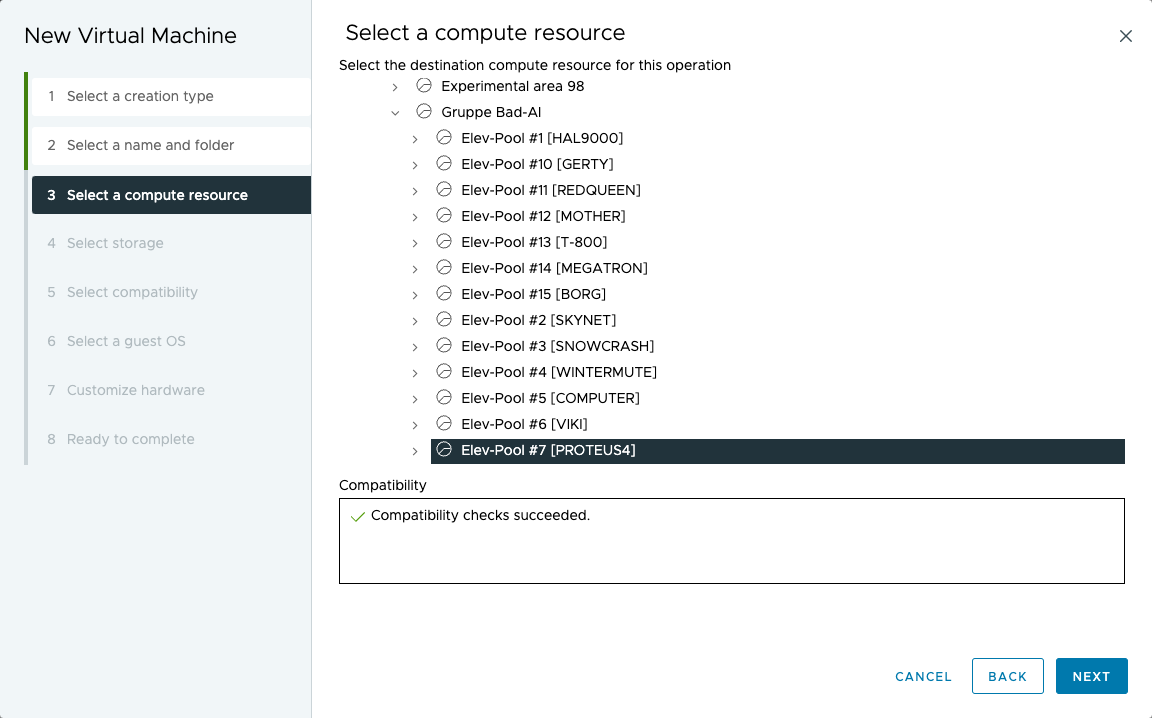 New Virtual Machine
1 Select a creation type
2 Select a name and folder
3 Select a compute resource
4 Select storage
5 Select compatibility
6 Select a guest OS
7 Customize hardware
8 Ready to complete
Select a compute resource
Select the destination compute resource for this operation
Experimental area 98
Gruppe Bad-AI
Elev-Pool #1 [HAL9000]
Elev-Pool #10 [GERTY]
Elev-Pool #11 [REDQUEEN]
Elev-Pool #12 [MOTHER]
Elev-Pool #13 [T-800]
Elev-Pool #14 [MEGATRON]
Elev-Pool #15 [BORG]
Elev-Pool #2 [SKYNET]
Elev-Pool #3 [SNOWCRASH]
Elev-Pool #4 [WINTERMUTE]
Elev-Pool #5 [COMPUTER]
Elev-Pool #6 [VIKI]
Elev-Pool #7 [PROTEUS4]
Compatibility
Compatibility checks succeeded.
CANCEL
BACK
NEXT